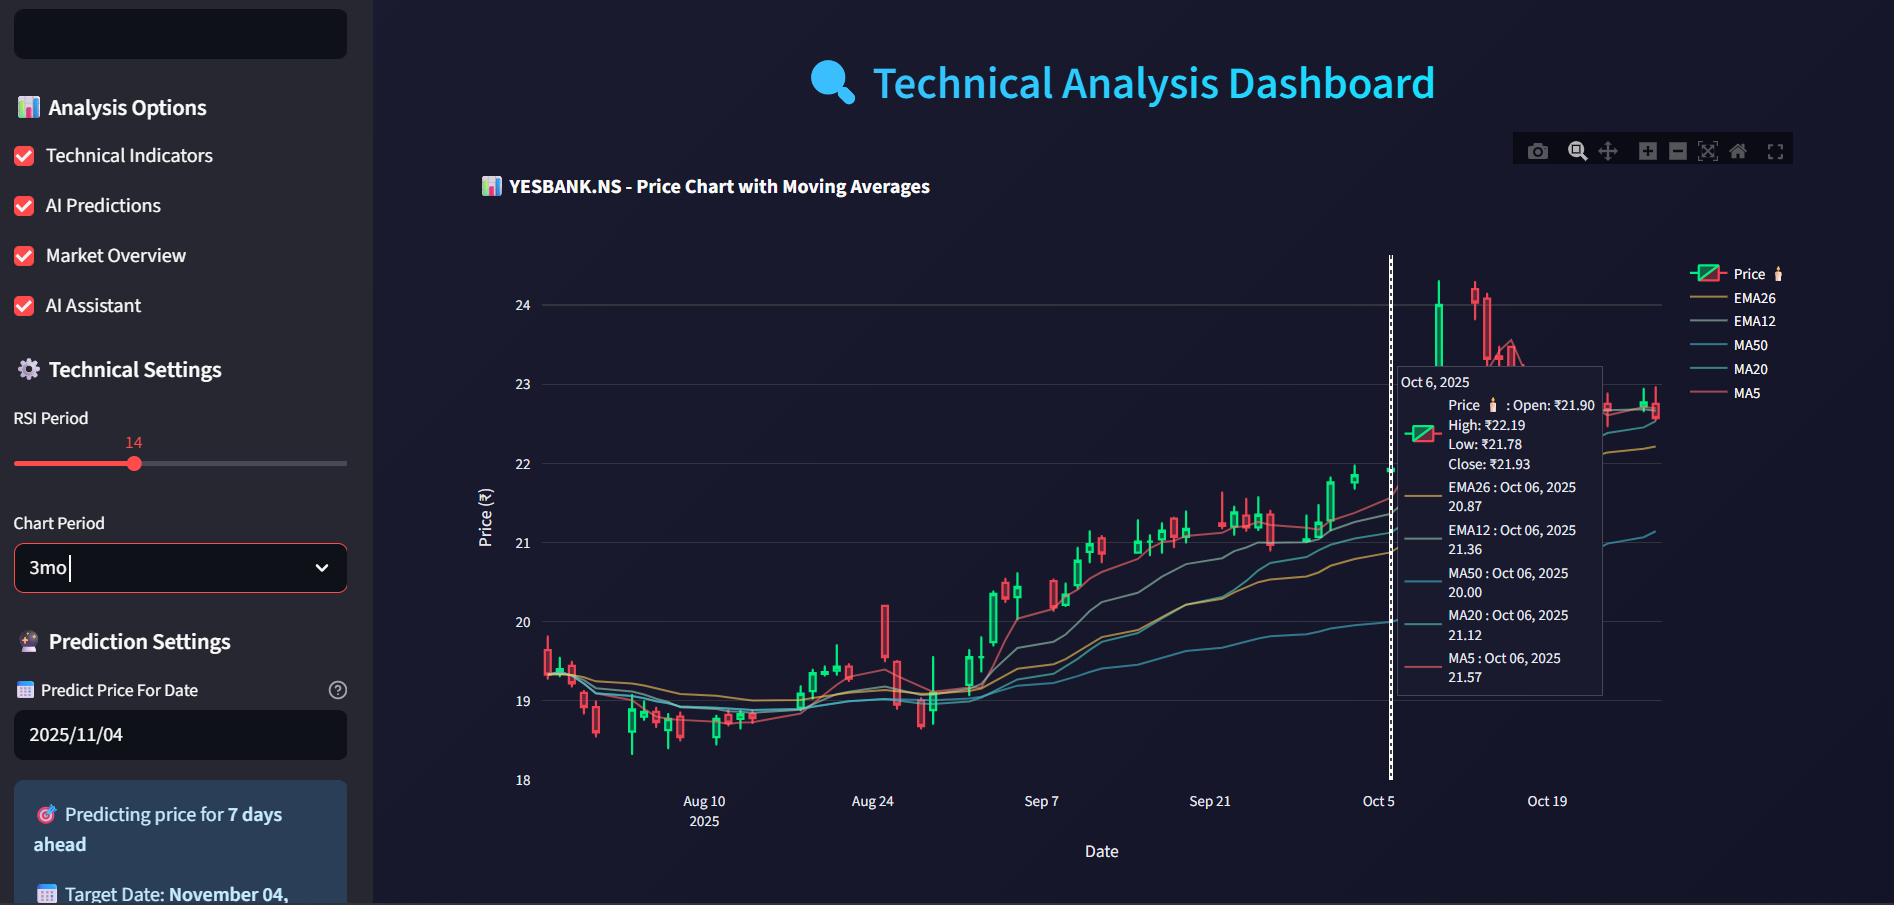 Analysis Options
Technical Indicators
AI Predictions
Market Overview
AI Assistant
Technical Settings
RSI Period
14
Chart Period
3mo
Prediction Settings
Predict Price For Date
2025/11/04
Predicting price for 7 days
ahead
Target Date: November 04,
Technical Analysis Dashboard
YESBANK.NS - Price Chart with Moving Averages
Price (₹)
24
23
22
21
20
19
18
Aug 10
2025
Aug 24
Sep 7
Sep 21
Oct 5
Oct 19
Date
Oct 6, 2025
Price : Open: ₹21.90
High: ₹22.19
Low: ₹21.78
Close: ₹21.93
EMA26 : Oct 06, 2025
20.87
EMA12 : Oct 06, 2025
21.36
MA50 : Oct 06, 2025
20.00
MA20 : Oct 06, 2025
21.12
MA5 : Oct 06, 2025
21.57
Price
EMA26
EMA12
MA50
MA20
MA5